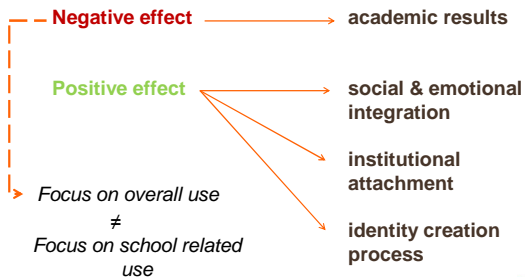 Negative effect
academic results
Positive effect
social & emotional
integration
institutional
attachment
identity creation
process
Focus on overall use
≠
Focus on school related
use